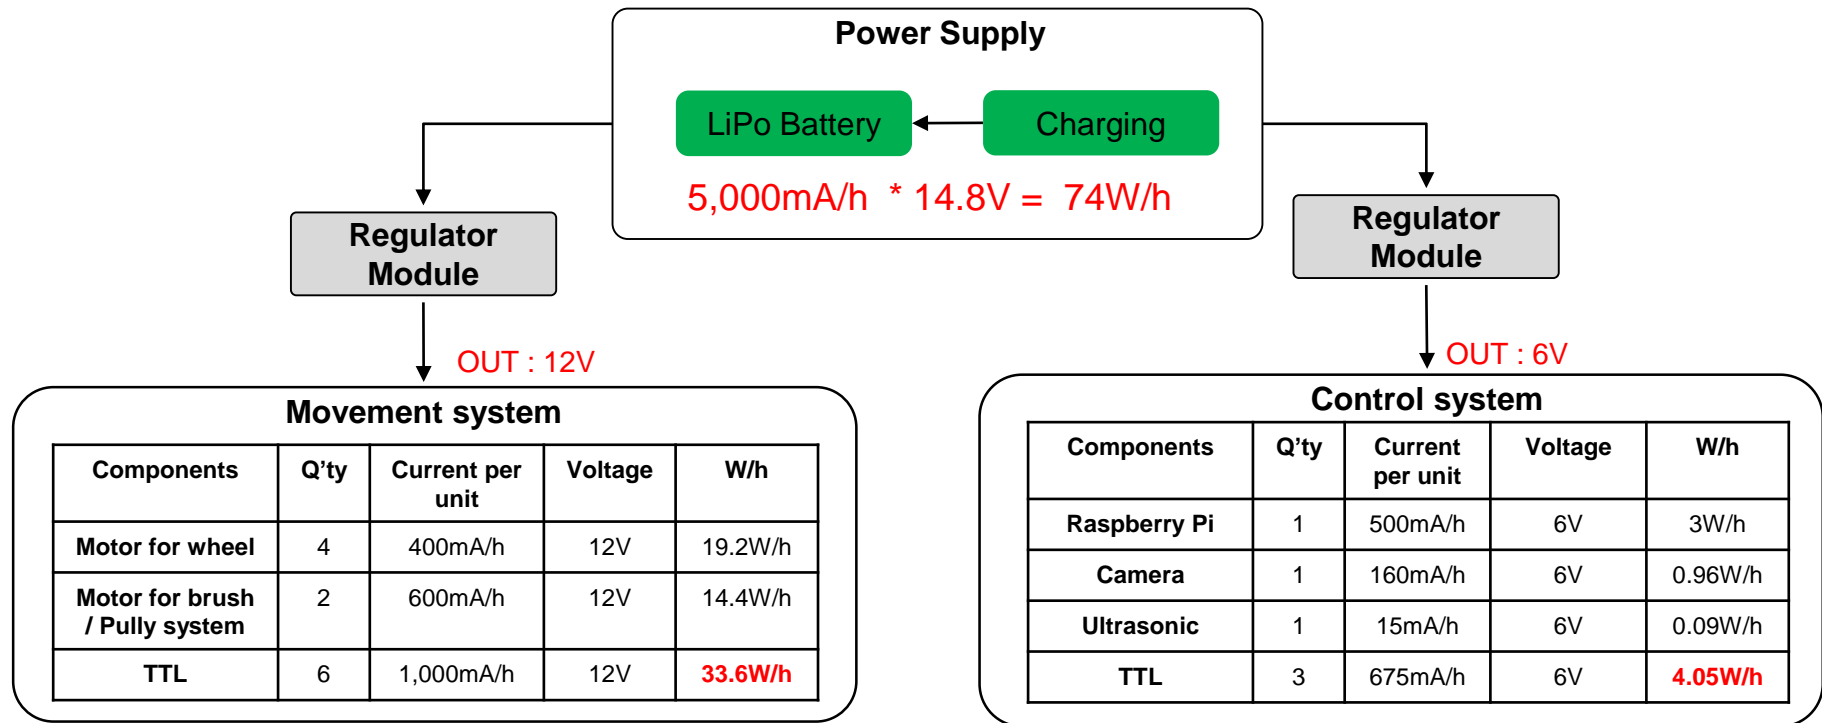 Power Supply
LiPo Battery
Charging
5,000mA/h * 14.8V = 74W/h
Regulator
Module
Regulator
Module
OUT : 12V
OUT : 6V
Movement system
Components Q'ty Current per unit Voltage W/h
Motor for wheel 4 400mA/h 12V 19.2W/h
Motor for brush / Pully system 2 600mA/h 12V 14.4W/h
TTL 6 1,000mA/h 12V 33.6W/h
Control system
Components Q'ty Current per unit Voltage W/h
Raspberry Pi 1 500mA/h 6V 3W/h
Camera 1 160mA/h 6V 0.96W/h
Ultrasonic 1 15mA/h 6V 0.09W/h
TTL 3 675mA/h 6V 4.05W/h